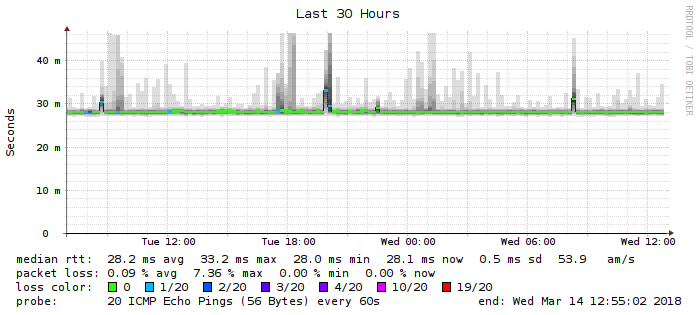 Last 30 Hours
RRDTOOL / TOBI OETIKER
Seconds
40 m
30 m
20 m
10 m
0
Tue 12:00 Tue 18:00 Wed 00:00 Wed 06:00 Wed 12:00
median rtt: 28.2 ms avg 33.2 ms max 28.0 ms min 28.1 ms now 0.5 ms sd 53.9 am/s
packet loss: 0.09 % avg 7.36 % max 0.00 % min 0.00 % now
loss color: 0 1/20 2/20 3/20 4/20 10/20 19/20
probe: 20 ICMP Echo Pings (56 Bytes) every 60s end: Wed Mar 14 12:55:02 2018